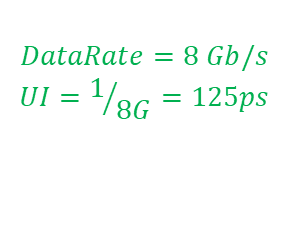 DataRate = 8 Gb/s
UI = 1/8G = 125ps